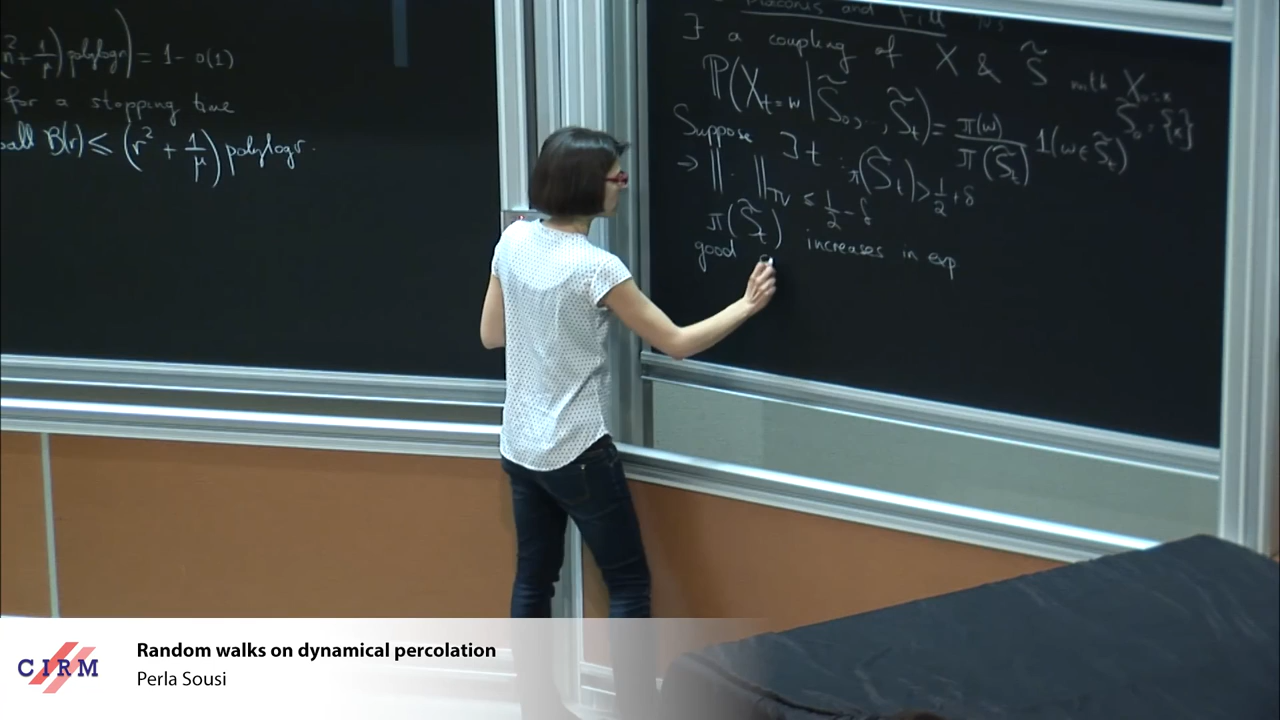 n² + 1/μ) polylog n) = 1 - o(1)
for a stopping time
ball B(r) ≤ (r² + 1/μ) polylog r.
Diaconis and Fill
∃ a coupling of X & S̃ with X₀ = x
S̃₀ = {x}
ℙ(X_t = w | S̃₀, .., S̃_t) = π(w)/π(S̃_t) 1(w ∈ S̃_t)
Suppose ∃ t : π(S̃_t) > 1/2 + δ
→ ‖ · ‖_TV ≤ 1/2 - δ
π(S̃_t) increases in exp
good
CIRM
Random walks on dynamical percolation
Perla Sousi